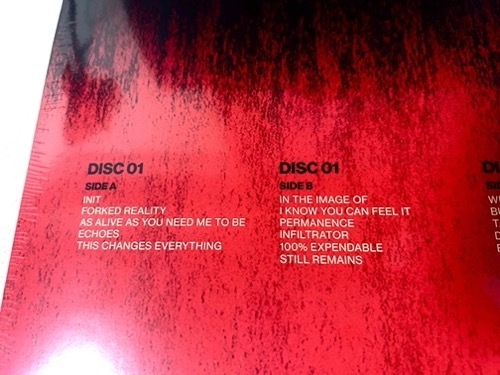 DISC 01
SIDE A
INIT
FORKED REALITY
AS ALIVE AS YOU NEED ME TO BE
ECHOES
THIS CHANGES EVERYTHING
DISC 01
SIDE B
IN THE IMAGE OF
I KNOW YOU CAN FEEL IT
PERMANENCE
INFILTRATOR
100% EXPENDABLE
STILL REMAINS